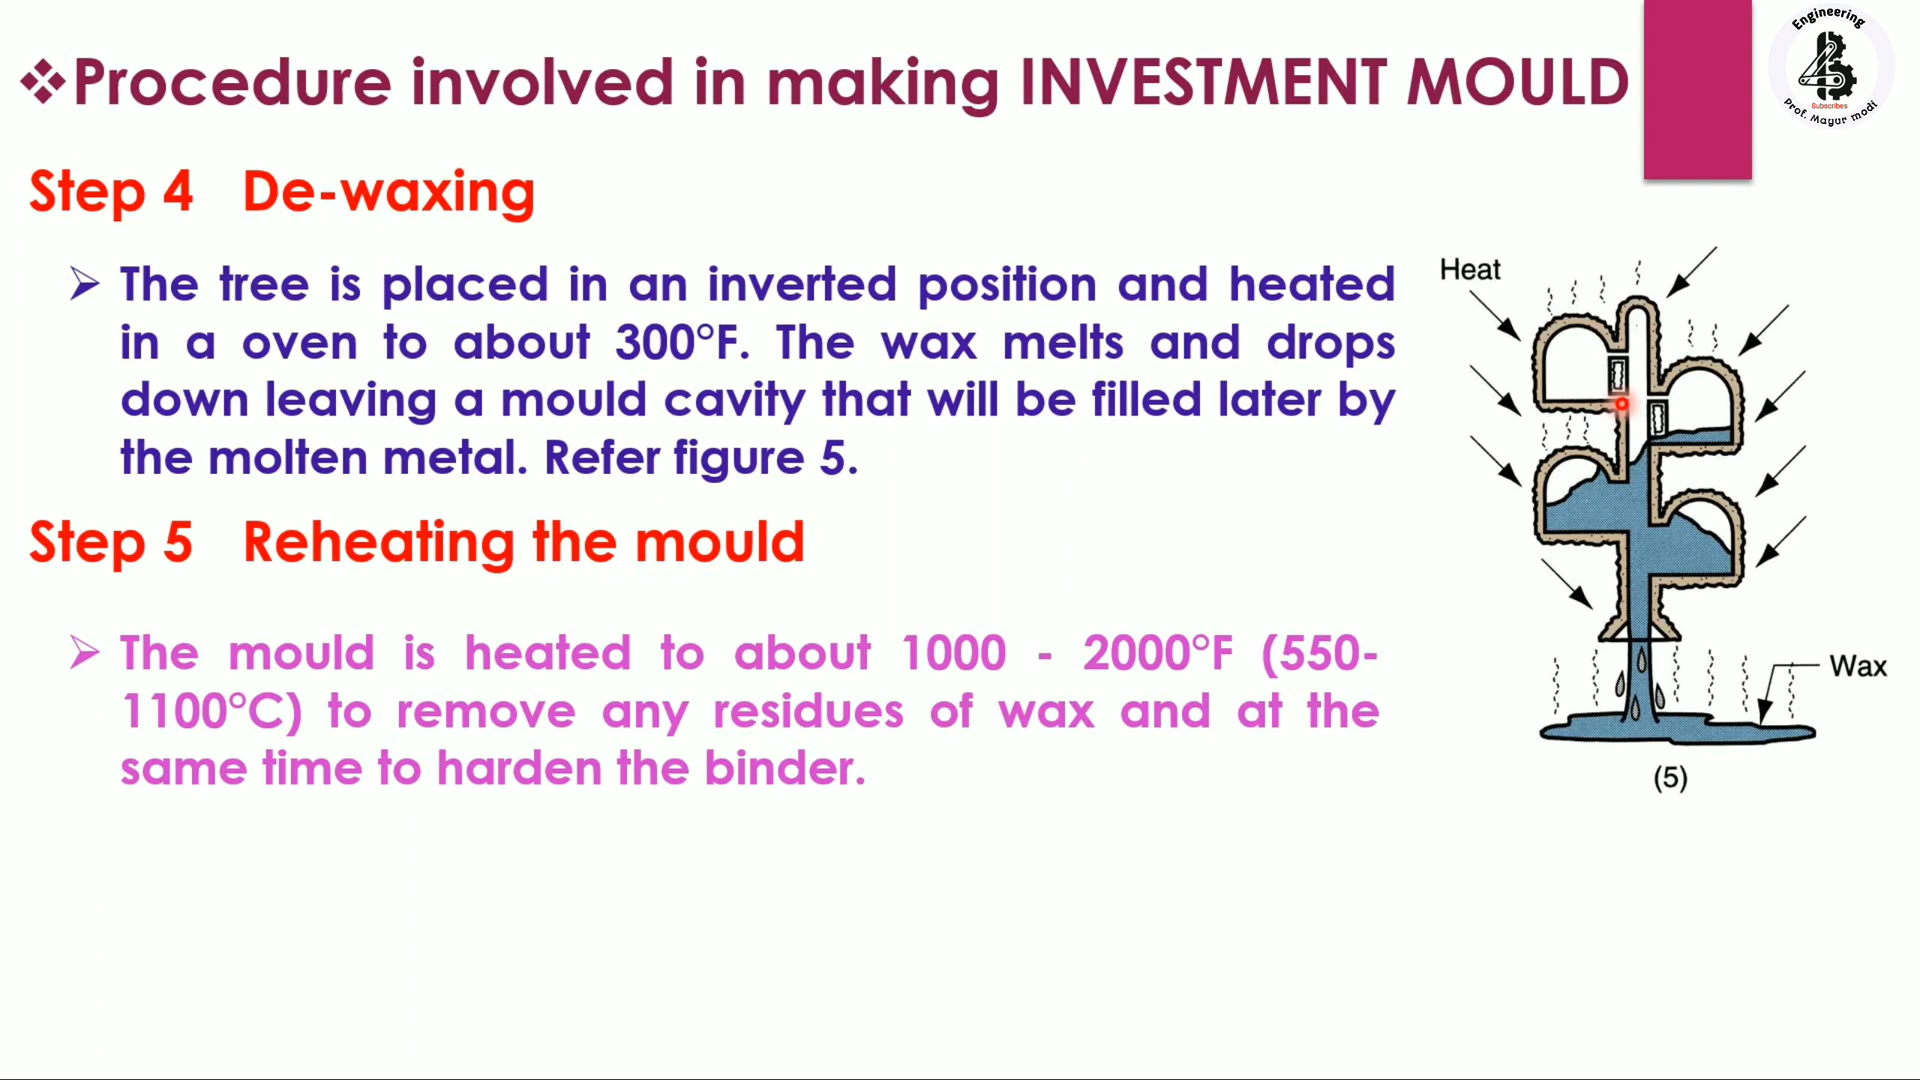 Procedure involved in making INVESTMENT MOULD
Engineering
Subscribes
Prof. Mayur modi
Step 4 De-waxing
The tree is placed in an inverted position and heated
in a oven to about 300°F. The wax melts and drops
down leaving a mould cavity that will be filled later by
the molten metal. Refer figure 5.
Step 5 Reheating the mould
The mould is heated to about 1000 - 2000°F (550-
1100°C) to remove any residues of wax and at the
same time to harden the binder.
Heat
Wax
(5)